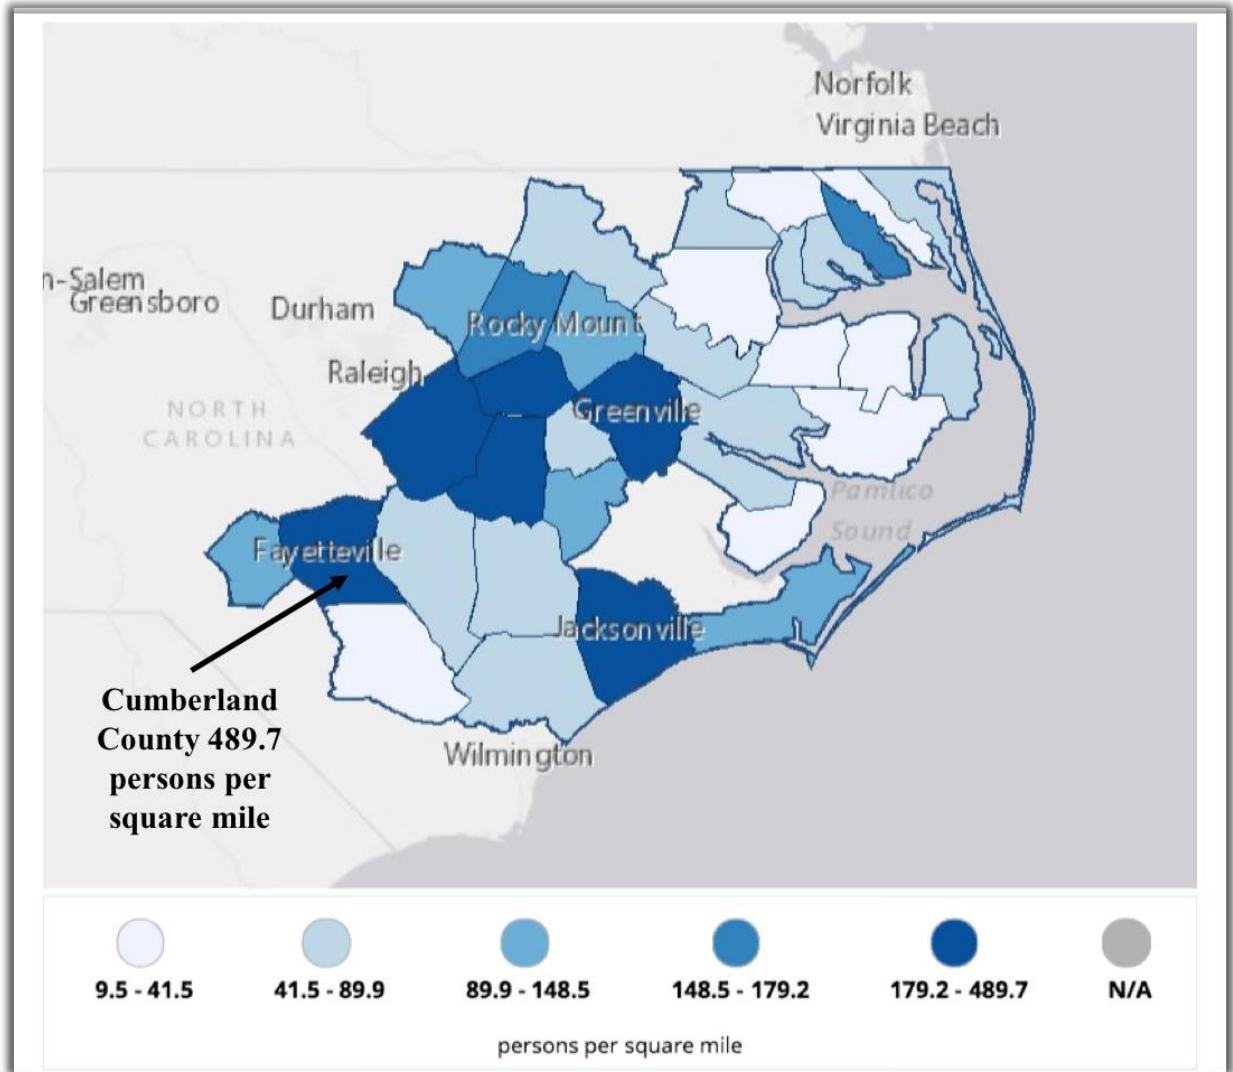 Norfolk
Virginia Beach
n-Salem
Greensboro
Durham
Rocky Mount
Raleigh
NORTH
CAROLINA
Greenville
Pamlico
Sound
Fayetteville
Jacksonville
Cumberland
County 489.7
persons per
square mile
Wilmington
9.5 - 41.5
41.5 - 89.9
89.9 - 148.5
148.5 - 179.2
179.2 - 489.7
N/A
persons per square mile